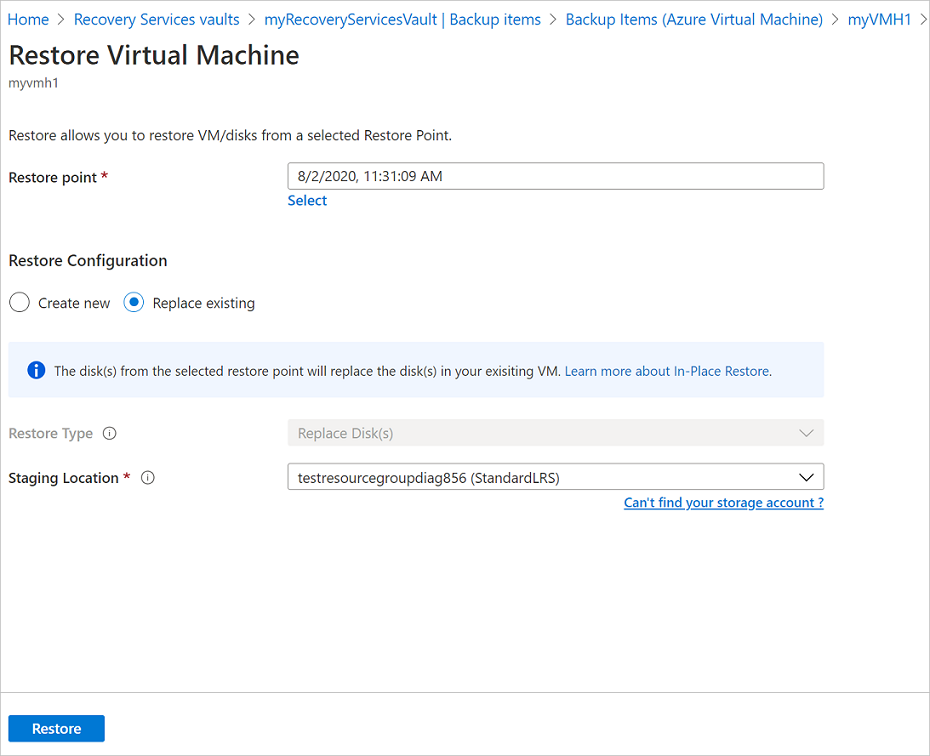 Home > Recovery Services vaults > myRecoveryServicesVault | Backup items > Backup Items (Azure Virtual Machine) > myVMH1 >
Restore Virtual Machine
myvmh1
Restore allows you to restore VM/disks from a selected Restore Point.
Restore point * 8/2/2020, 11:31:09 AM
Select
Restore Configuration
Create new Replace existing
The disk(s) from the selected restore point will replace the disk(s) in your exisiting VM. Learn more about In-Place Restore.
Restore Type Replace Disk(s)
Staging Location * testresourcegroupdiag856 (StandardLRS)
Can't find your storage account ?
Restore